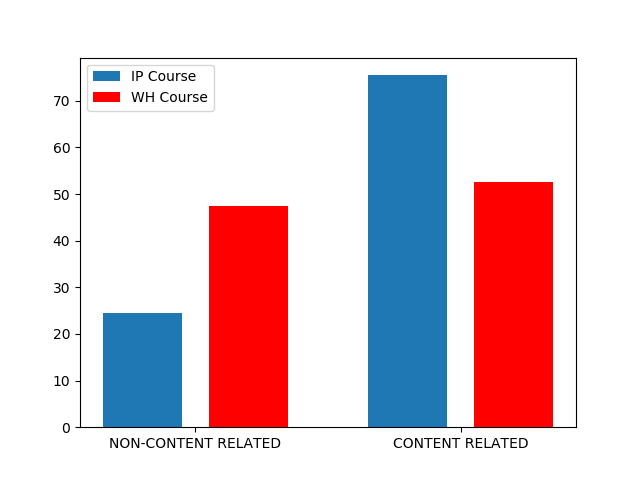 IP Course
WH Course
70
60
50
40
30
20
10
0
NON-CONTENT RELATED
CONTENT RELATED